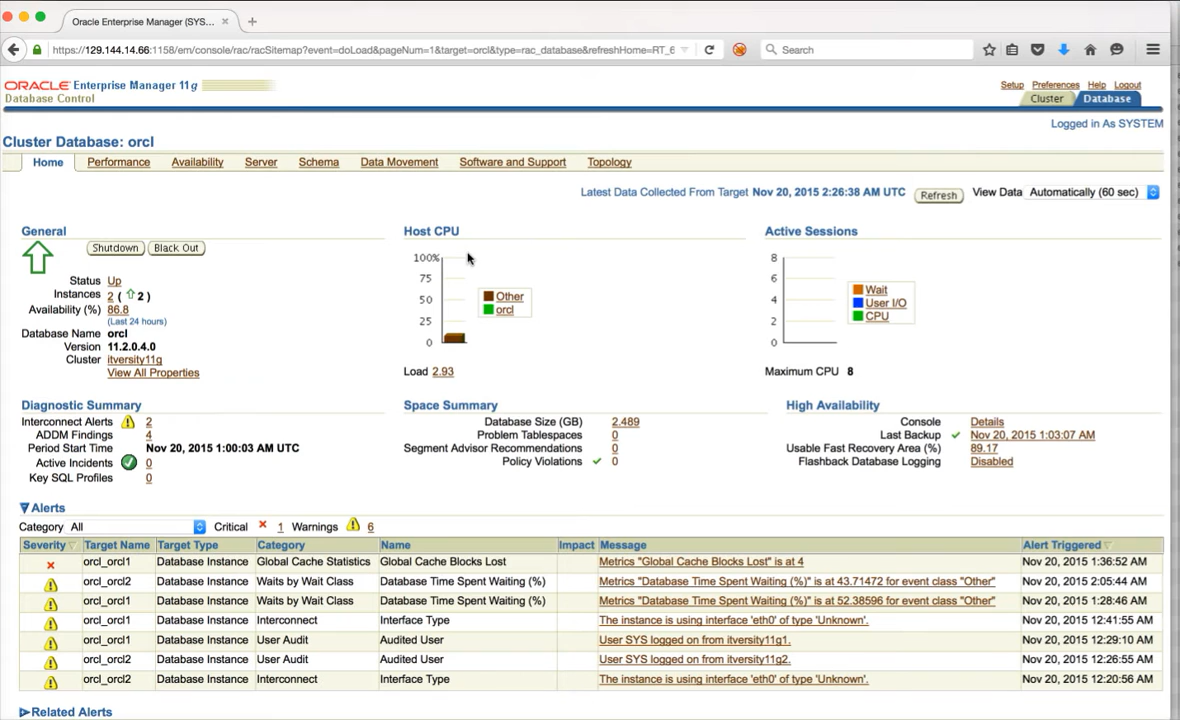 Oracle Enterprise Manager (SYS...
https://129.144.14.66:1158/em/console/rac/racSitemap?event=doLoad&pageNum=1&target=orcl&type=rac_database&refreshHome=RT_6
Search
ORACLE Enterprise Manager 11g
Database Control
Setup Preferences Help Logout
Cluster Database
Logged in As SYSTEM
Cluster Database: orcl
Home Performance Availability Server Schema Data Movement Software and Support Topology
Latest Data Collected From Target Nov 20, 2015 2:26:38 AM UTC Refresh View Data Automatically (60 sec)
General
Shutdown Black Out
Status Up
Instances 2 ( 2 )
Availability (%) 86.8
(Last 24 hours)
Database Name orcl
Version 11.2.0.4.0
Cluster itversity11g
View All Properties
Host CPU
100%
75
50
25
0
Other
orcl
Load 2.93
Active Sessions
8
6
4
2
0
Wait
User I/O
CPU
Maximum CPU 8
Diagnostic Summary
Interconnect Alerts 2
ADDM Findings 4
Period Start Time Nov 20, 2015 1:00:03 AM UTC
Active Incidents 0
Key SQL Profiles 0
Space Summary
Database Size (GB) 2.489
Problem Tablespaces 0
Segment Advisor Recommendations 0
Policy Violations 0
High Availability
Console Details
Last Backup Nov 20, 2015 1:03:07 AM
Usable Fast Recovery Area (%) 89.17
Flashback Database Logging Disabled
Alerts
Category All Critical 1 Warnings 6
Severity Target Name Target Type Category Name Impact Message Alert Triggered
orcl_orcl1 Database Instance Global Cache Statistics Global Cache Blocks Lost Metrics "Global Cache Blocks Lost" is at 4 Nov 20, 2015 1:36:52 AM
orcl_orcl2 Database Instance Waits by Wait Class Database Time Spent Waiting (%) Metrics "Database Time Spent Waiting (%)" is at 43.71472 for event class "Other" Nov 20, 2015 2:05:44 AM
orcl_orcl1 Database Instance Waits by Wait Class Database Time Spent Waiting (%) Metrics "Database Time Spent Waiting (%)" is at 52.38596 for event class "Other" Nov 20, 2015 1:28:46 AM
orcl_orcl1 Database Instance Interconnect Interface Type The instance is using interface 'eth0' of type 'Unknown'. Nov 20, 2015 12:41:55 AM
orcl_orcl1 Database Instance User Audit Audited User User SYS logged on from itversity11g1. Nov 20, 2015 12:29:10 AM
orcl_orcl2 Database Instance User Audit Audited User User SYS logged on from itversity11g2. Nov 20, 2015 12:26:55 AM
orcl_orcl2 Database Instance Interconnect Interface Type The instance is using interface 'eth0' of type 'Unknown'. Nov 20, 2015 12:20:56 AM
Related Alerts